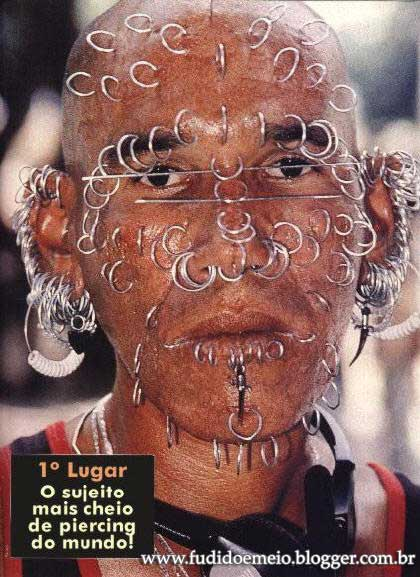 1º Lugar
O sujeito
mais cheio
de piercing
do mundo!
www.fudidoemeio.blogger.com.br